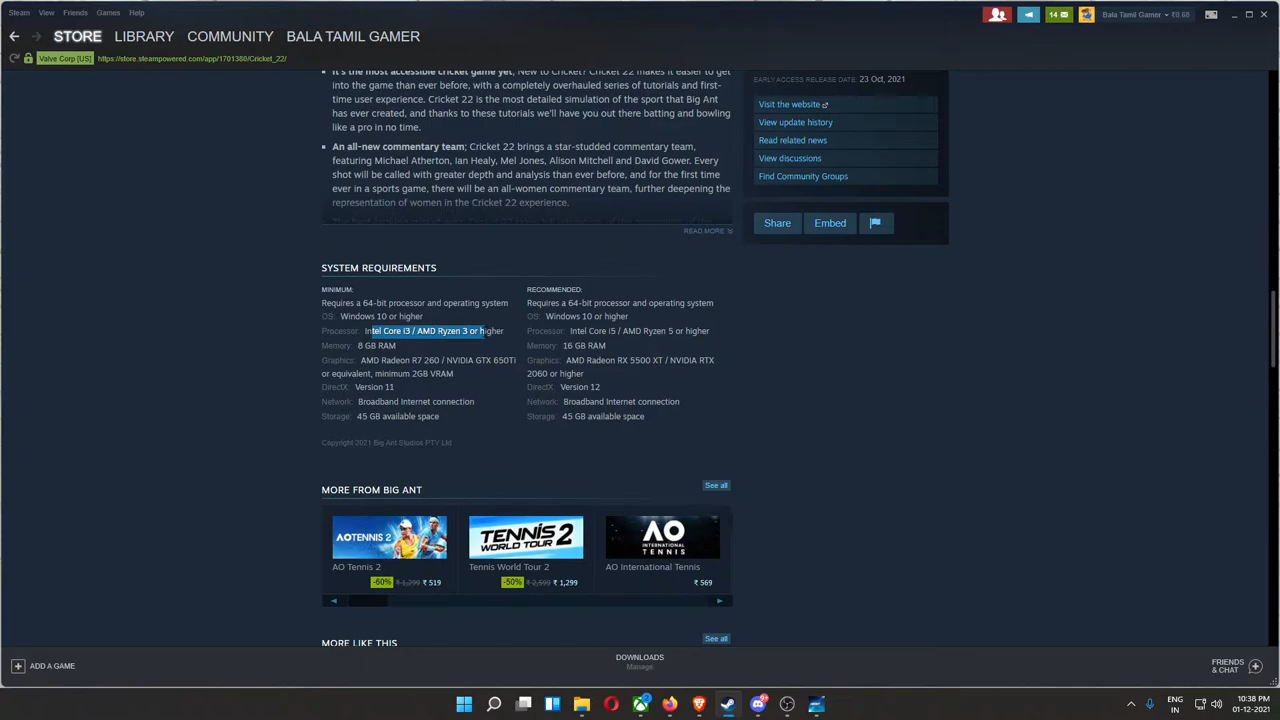 Steam View Friends Games Help
14
Bala Tamil Gamer ₹8.68
STORE LIBRARY COMMUNITY BALA TAMIL GAMER
Valve Corp [US] https://store.steampowered.com/app/1701380/Cricket_22/
It's the most accessible cricket game yet; New to Cricket? Cricket 22 makes it easier to get
into the game than ever before, with a completely overhauled series of tutorials and first-
time user experience. Cricket 22 is the most detailed simulation of the sport that Big Ant
has ever created, and thanks to these tutorials we'll have you out there batting and bowling
like a pro in no time.
An all-new commentary team; Cricket 22 brings a star-studded commentary team,
featuring Michael Atherton, Ian Healy, Mel Jones, Alison Mitchell and David Gower. Every
shot will be called with greater depth and analysis than ever before, and for the first time
ever in a sports game, there will be an all-women commentary team, further deepening the
representation of women in the Cricket 22 experience.
READ MORE
EARLY ACCESS RELEASE DATE: 23 Oct, 2021
Visit the website
View update history
Read related news
View discussions
Find Community Groups
Share Embed
SYSTEM REQUIREMENTS
MINIMUM:
Requires a 64-bit processor and operating system
OS: Windows 10 or higher
Processor: Intel Core i3 / AMD Ryzen 3 or higher
Memory: 8 GB RAM
Graphics: AMD Radeon R7 260 / NVIDIA GTX 650Ti
or equivalent, minimum 2GB VRAM
DirectX: Version 11
Network: Broadband Internet connection
Storage: 45 GB available space
RECOMMENDED:
Requires a 64-bit processor and operating system
OS: Windows 10 or higher
Processor: Intel Core i5 / AMD Ryzen 5 or higher
Memory: 16 GB RAM
Graphics: AMD Radeon RX 5500 XT / NVIDIA RTX
2060 or higher
DirectX: Version 12
Network: Broadband Internet connection
Storage: 45 GB available space
Copyright 2021 Big Ant Studios PTY Ltd
MORE FROM BIG ANT See all
AO TENNIS 2
TENNIS WORLD TOUR 2
AO INTERNATIONAL TENNIS
AO Tennis 2
-60% ₹ 1,299 ₹ 519
Tennis World Tour 2
-50% ₹ 2,599 ₹ 1,299
AO International Tennis
₹ 569
MORE LIKE THIS See all
ADD A GAME
DOWNLOADS
Manage
FRIENDS
& CHAT
ENG
IN
10:38 PM
01-12-2021